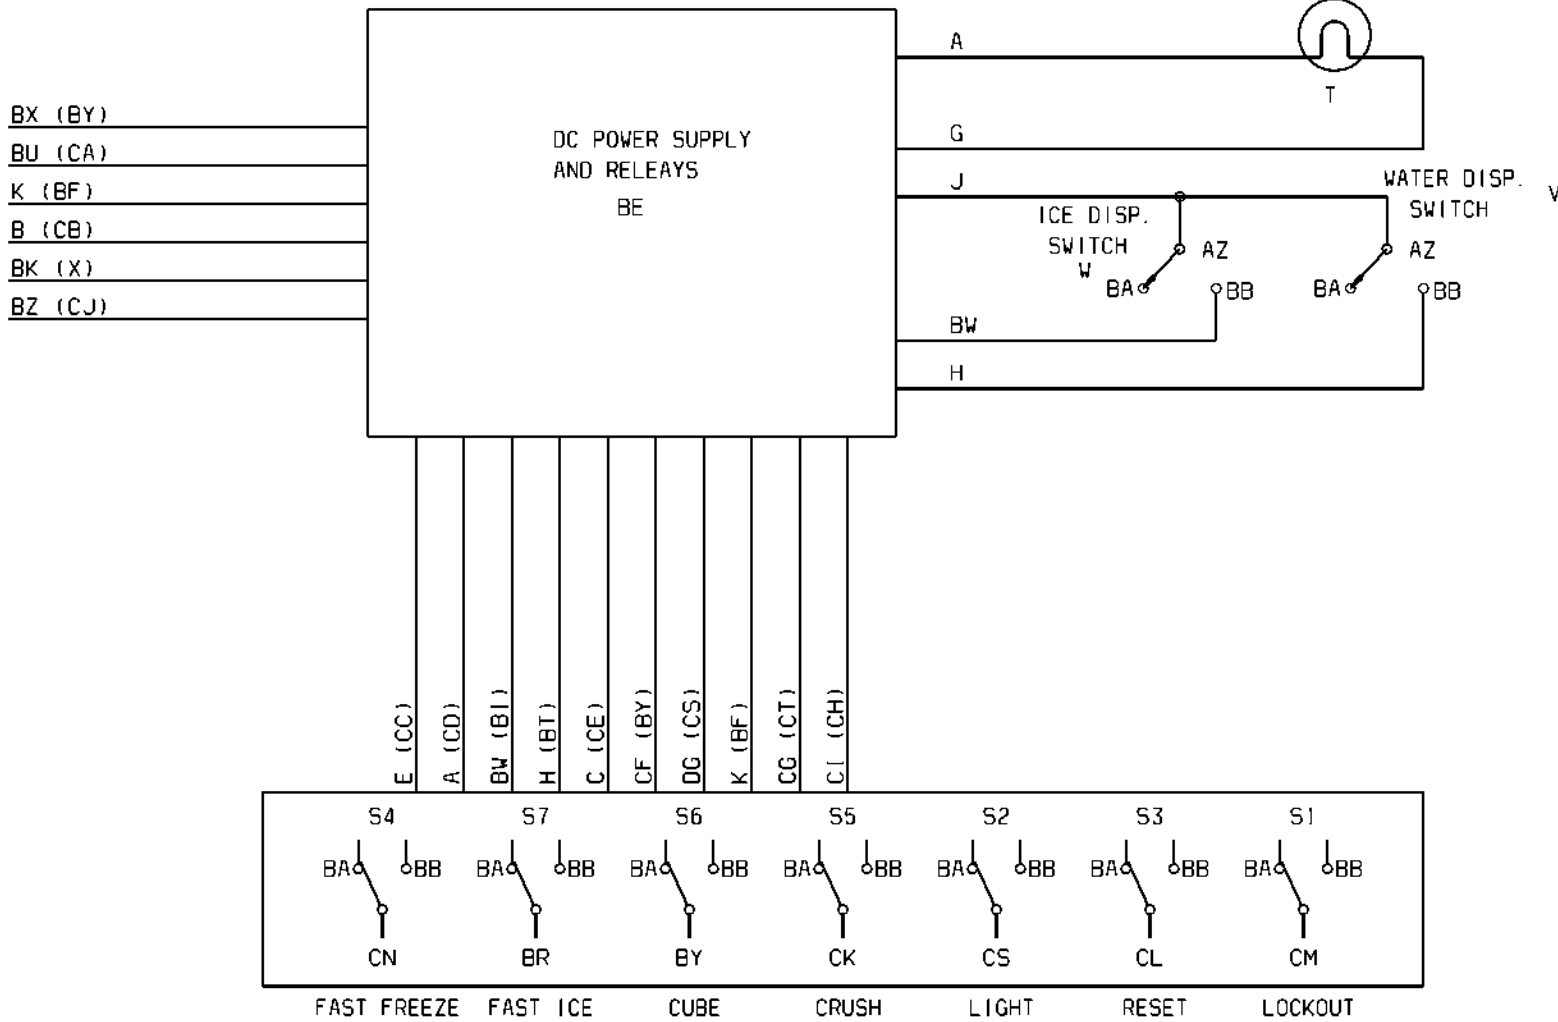 A
T
BX (BY)
BU (CA)
K (BF)
B (CB)
BK (X)
BZ (CJ)
DC POWER SUPPLY
AND RELEAYS
BE
G
J
ICE DISP.
SWITCH
W
AZ
BA
BB
WATER DISP.
SWITCH
V
AZ
BA
BB
BW
H
E (CC)
A (CD)
BW (BI)
H (BT)
C (CE)
CF (BY)
DG (CS)
K (BF)
CG (CT)
CI (CH)
S4 S7 S6 S5 S2 S3 S1
BA BB BA BB BA BB BA BB BA BB BA BB BA BB
CN BR BY CK CS CL CM
FAST FREEZE FAST ICE CUBE CRUSH LIGHT RESET LOCKOUT